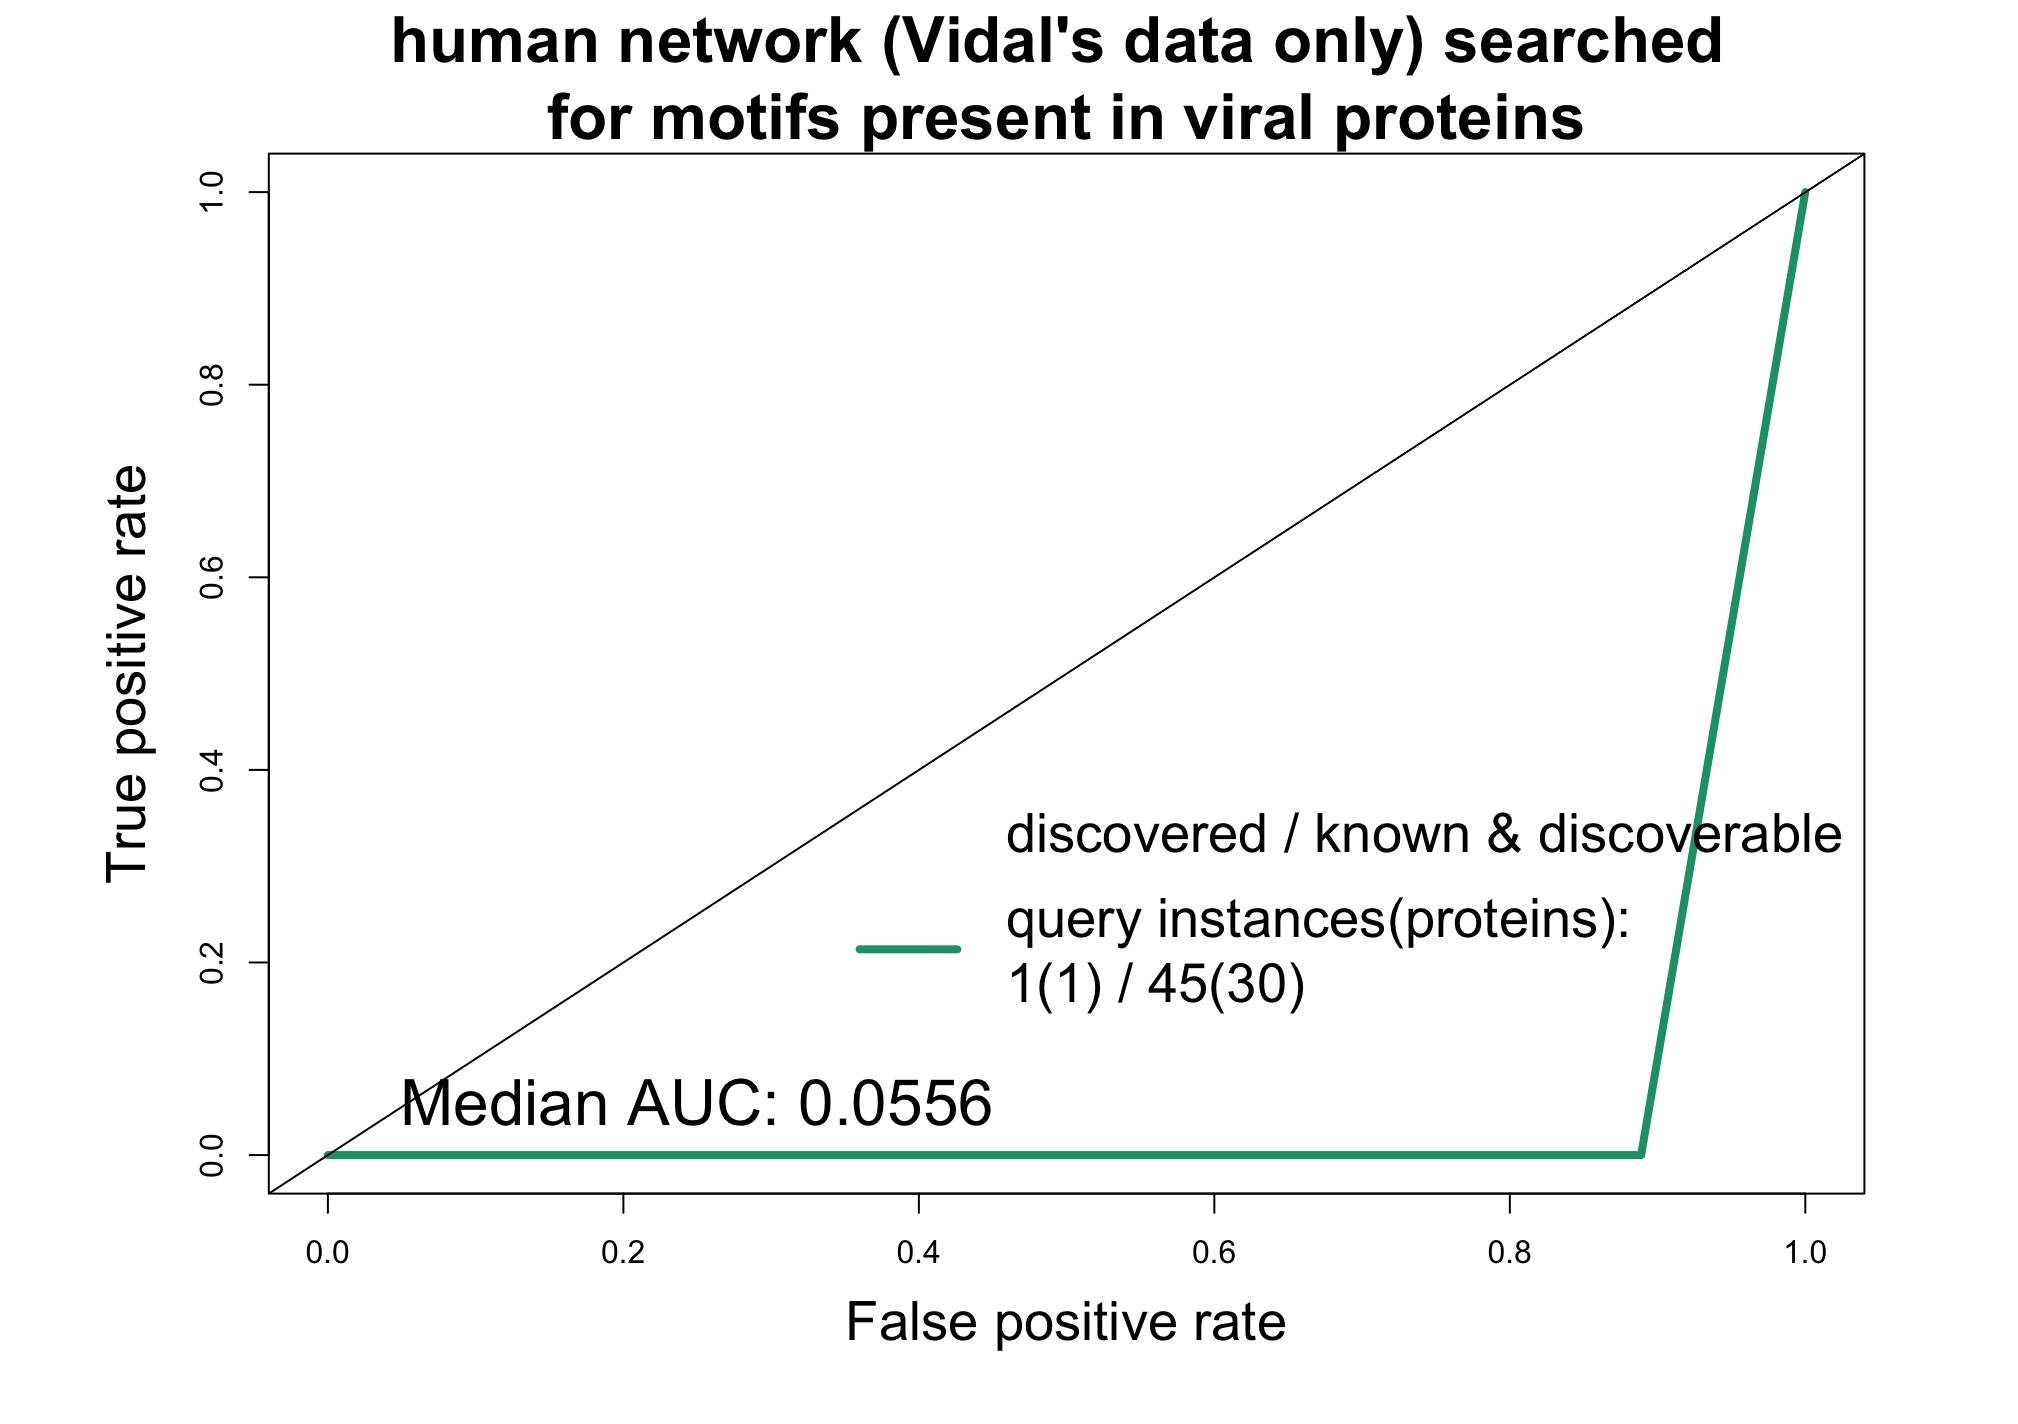 human network (Vidal's data only) searched
for motifs present in viral proteins
True positive rate
1.0
0.8
0.6
0.4
0.2
0.0
discovered / known & discoverable
query instances(proteins):
1(1) / 45(30)
Median AUC: 0.0556
0.0 0.2 0.4 0.6 0.8 1.0
False positive rate